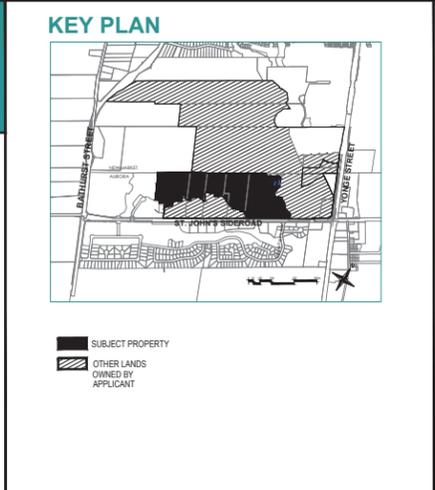 KEY PLAN
BATHURST STREET
YONGE STREET
NEWMARKET
AURORA
ST. JOHN'S SIDEROAD
SUBJECT PROPERTY
OTHER LANDS
OWNED BY
APPLICANT